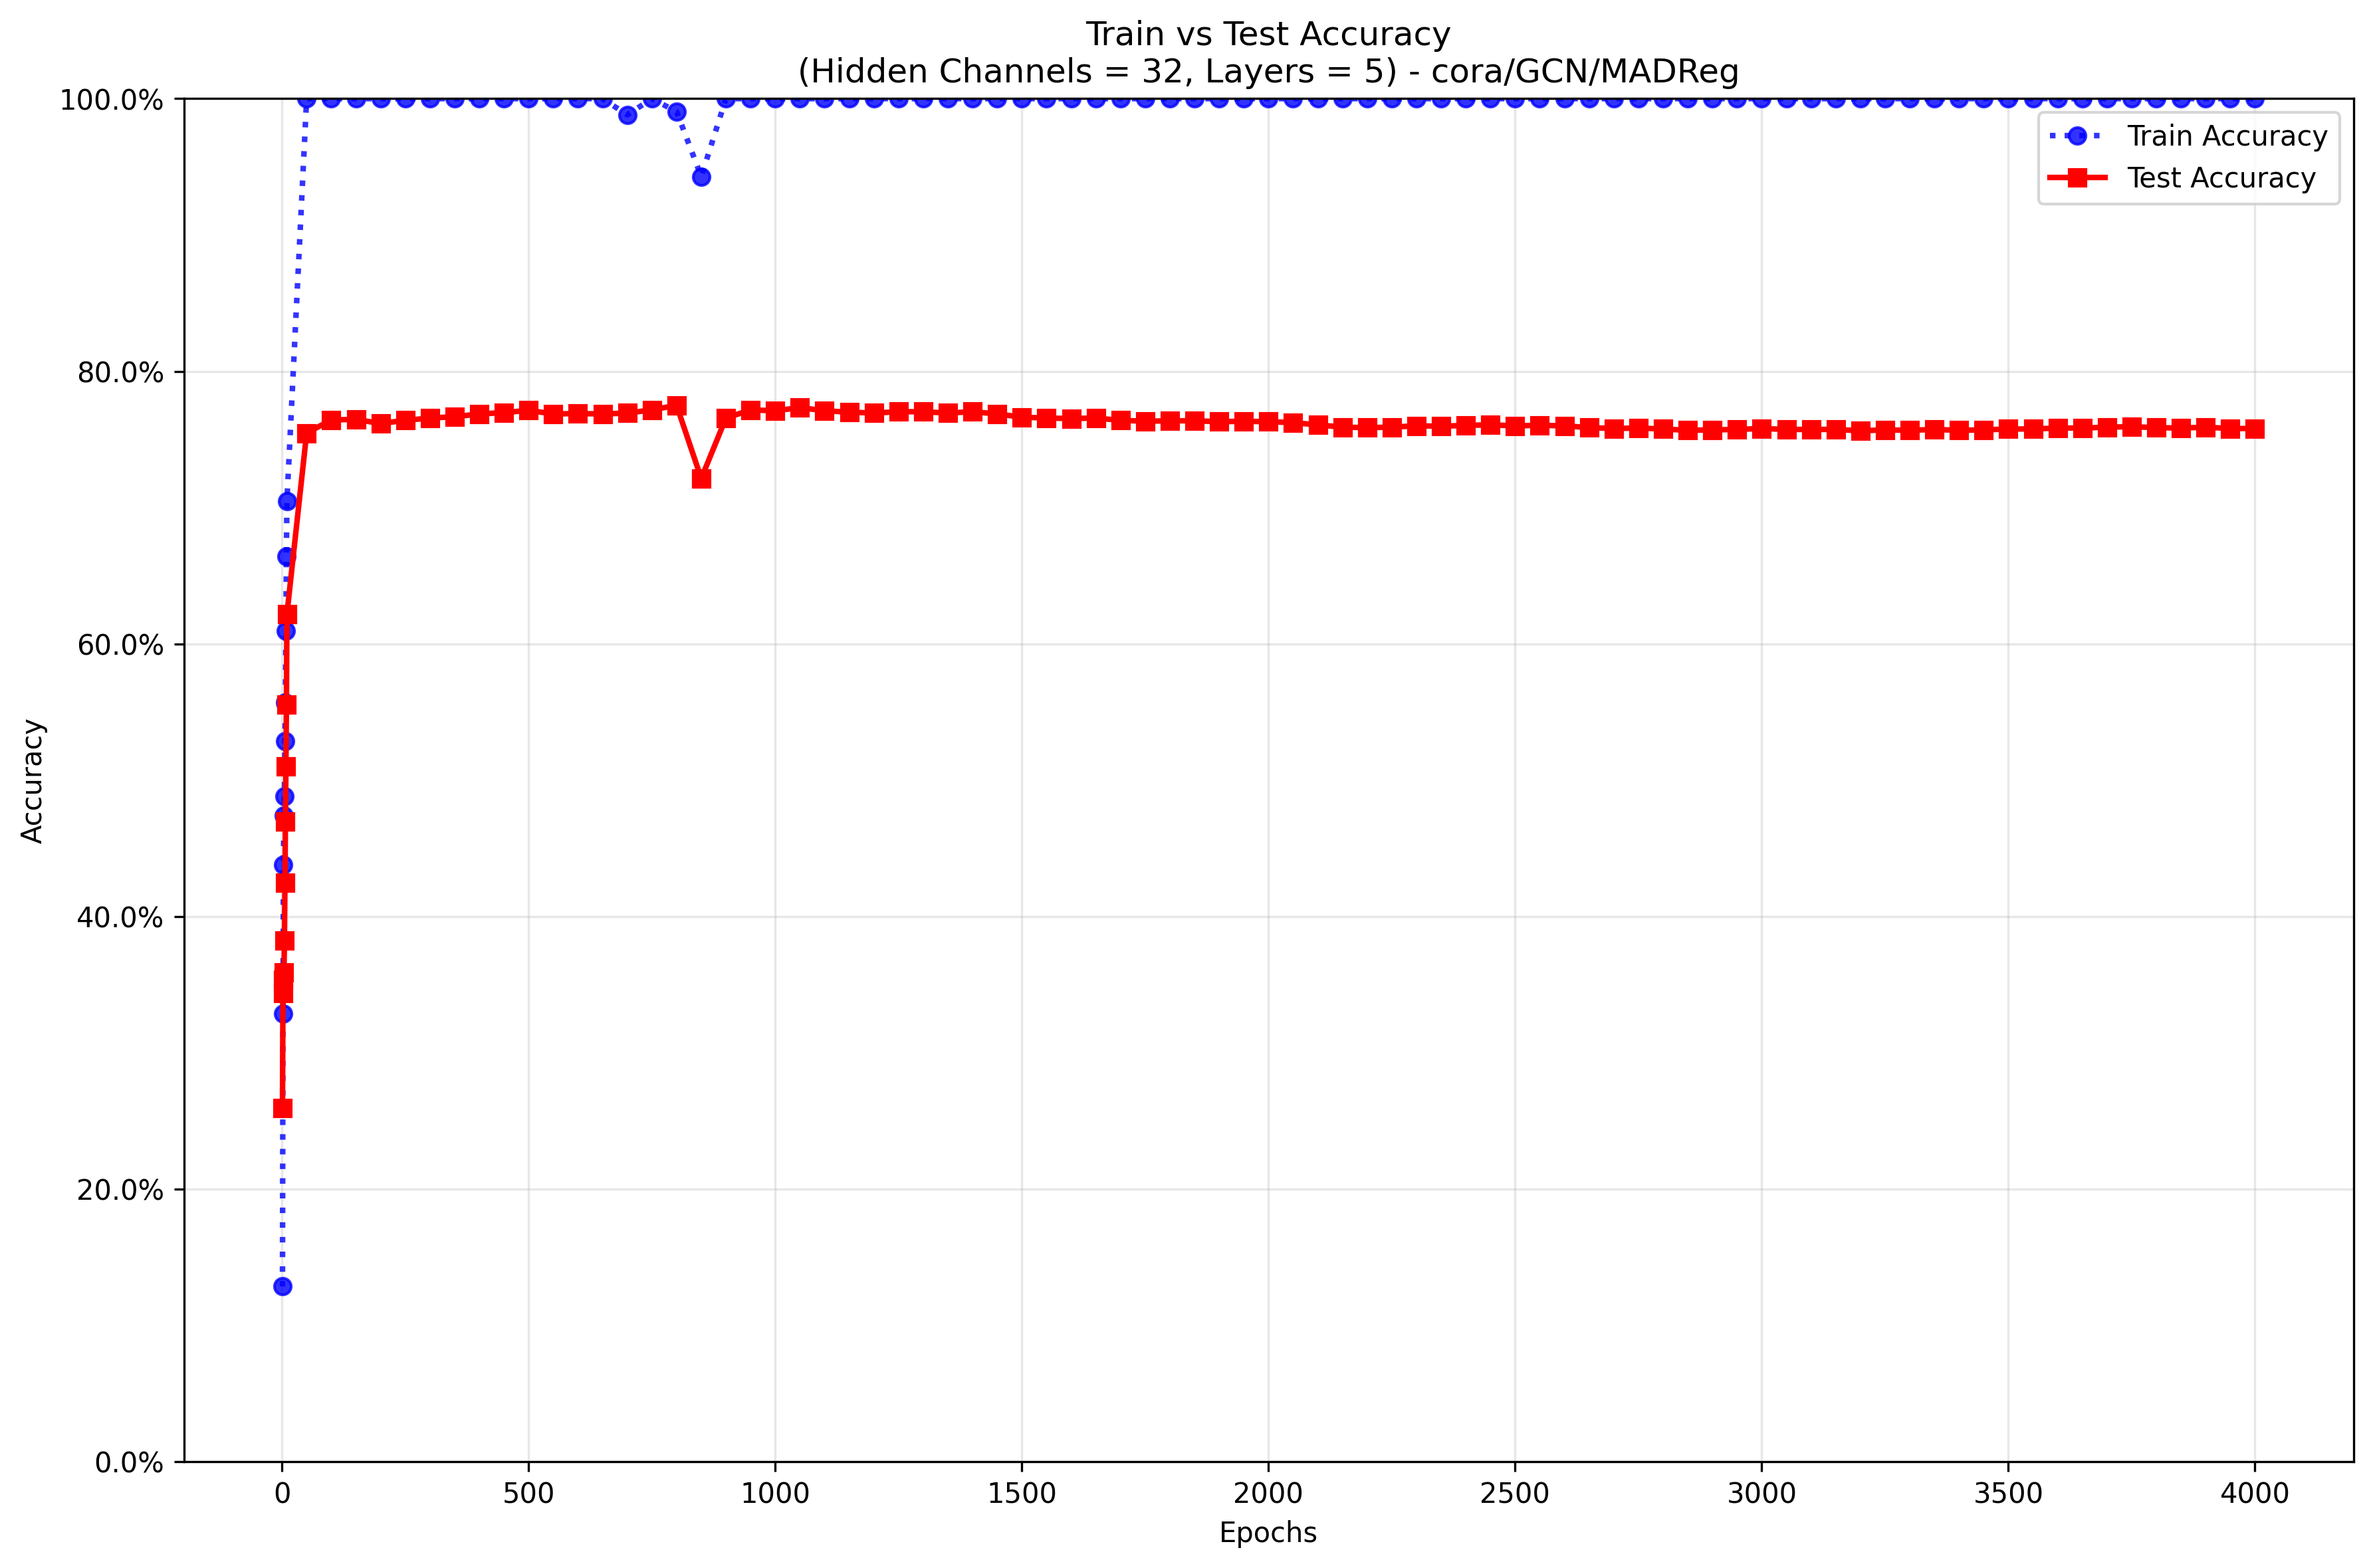 Train vs Test Accuracy
(Hidden Channels = 32, Layers = 5) - cora/GCN/MADReg
100.0%
80.0%
60.0%
40.0%
20.0%
0.0%
Accuracy
Train Accuracy
Test Accuracy
0 500 1000 1500 2000 2500 3000 3500 4000
Epochs